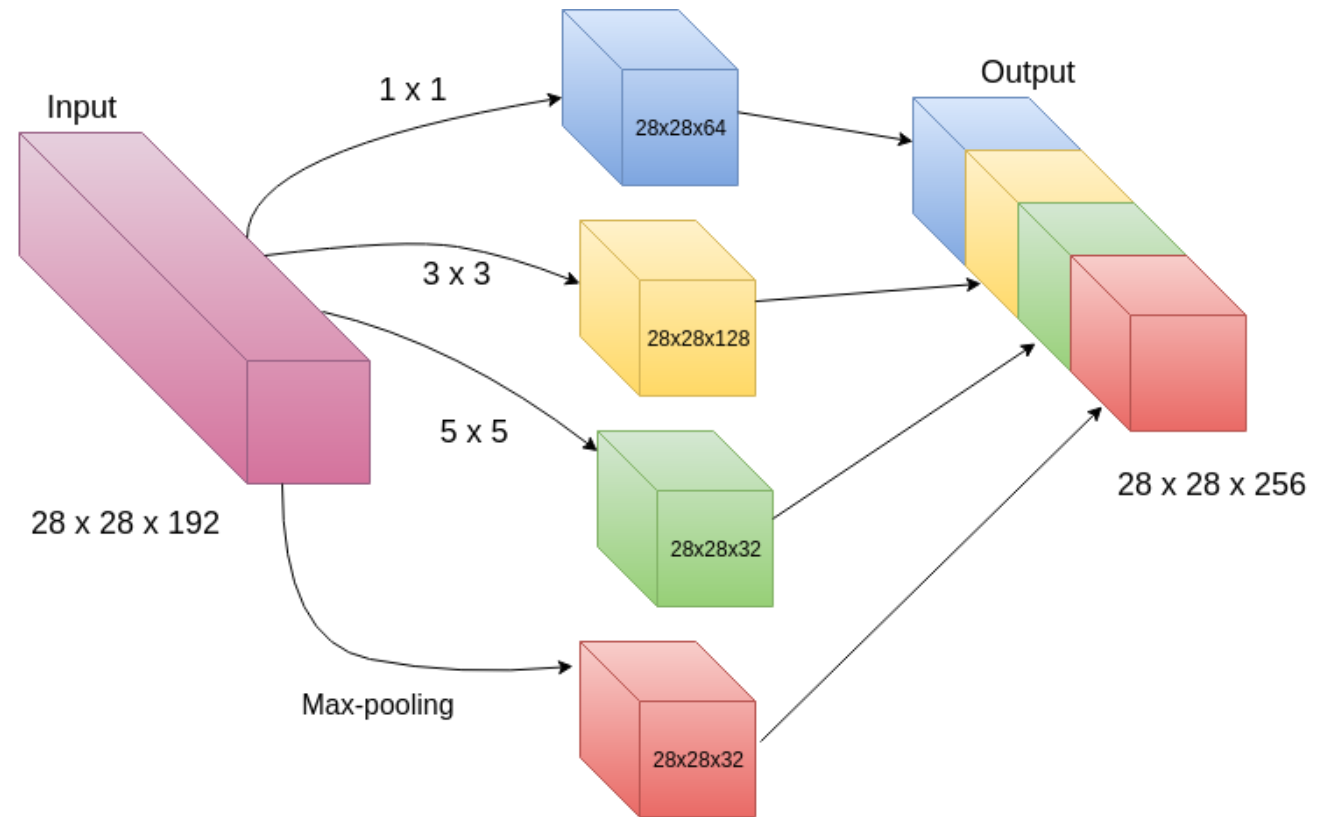 Input
1 x 1
28x28x64
Output
3 x 3
28x28x128
5 x 5
28x28x32
28 x 28 x 192
28 x 28 x 256
Max-pooling
28x28x32